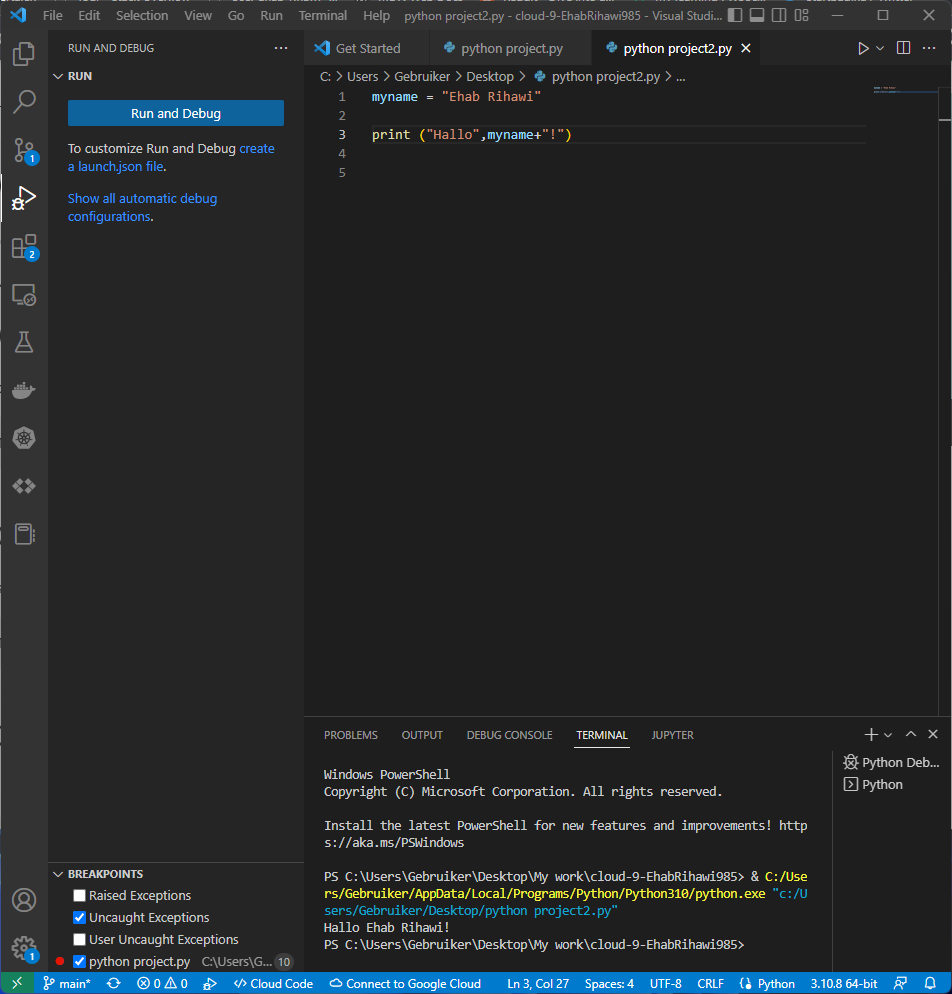 File Edit Selection View Go Run Terminal Help python project2.py - cloud-9-EhabRihawi985 - Visual Studi...
RUN AND DEBUG
RUN
Run and Debug
To customize Run and Debug create
a launch.json file.
Show all automatic debug
configurations.
1
2
Get Started python project.py python project2.py
C: > Users > Gebruiker > Desktop > python project2.py > ...
1 myname = "Ehab Rihawi"
2
3 print ("Hallo",myname+"!")
4
5
PROBLEMS OUTPUT DEBUG CONSOLE TERMINAL JUPYTER
Python Deb...
Python
Windows PowerShell
Copyright (C) Microsoft Corporation. All rights reserved.
Install the latest PowerShell for new features and improvements! http
s://aka.ms/PSWindows
PS C:\Users\Gebruiker\Desktop\My work\cloud-9-EhabRihawi985> & C:/Use
rs/Gebruiker/AppData/Local/Programs/Python/Python310/python.exe "c:/U
sers/Gebruiker/Desktop/python project2.py"
Hallo Ehab Rihawi!
PS C:\Users\Gebruiker\Desktop\My work\cloud-9-EhabRihawi985>
BREAKPOINTS
Raised Exceptions
Uncaught Exceptions
User Uncaught Exceptions
python project.py C:\Users\G... 10
1
main* 0 0 Cloud Code Connect to Google Cloud Ln 3, Col 27 Spaces: 4 UTF-8 CRLF Python 3.10.8 64-bit